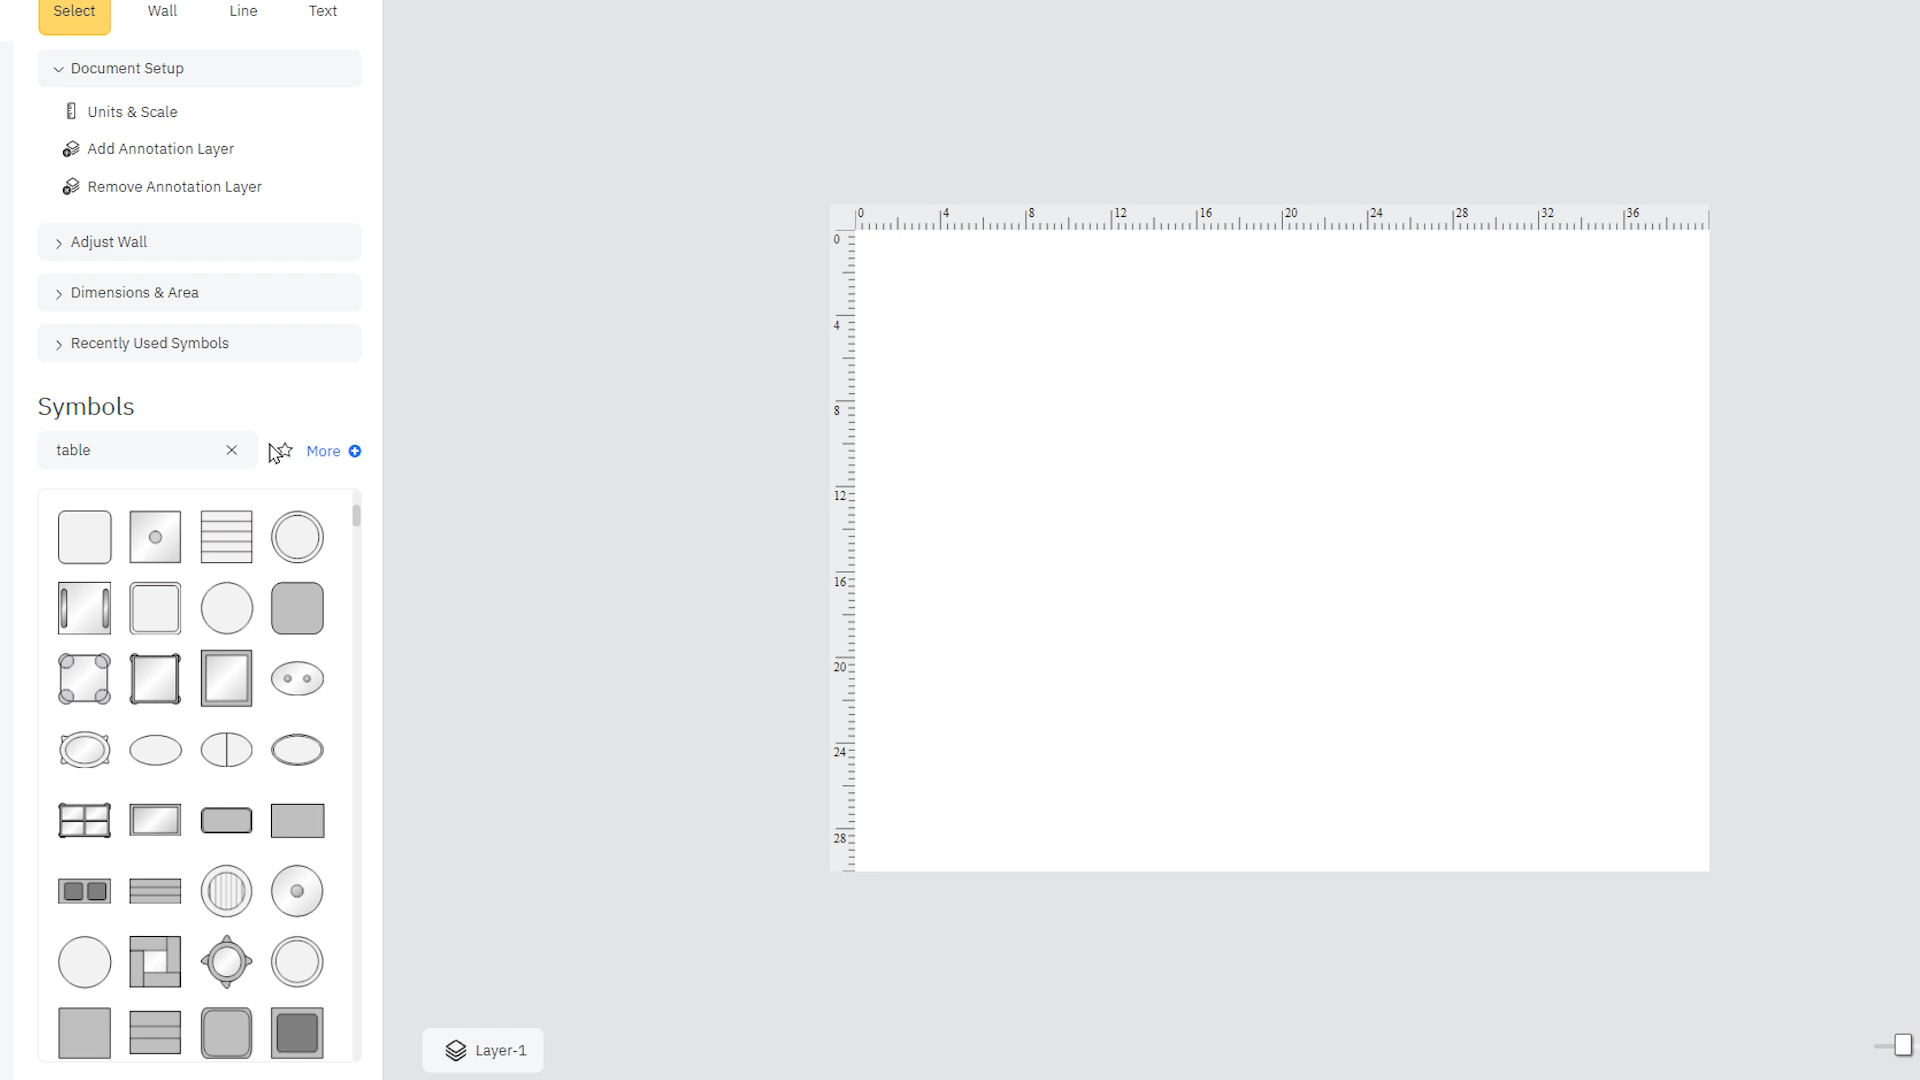 Select Wall Line Text
Document Setup
Units & Scale
Add Annotation Layer
Remove Annotation Layer
Adjust Wall
Dimensions & Area
Recently Used Symbols
Symbols
table
More
0 4 8 12 16 20 24 28 32 36
0
4
8
12
16
20
24
28
Layer-1